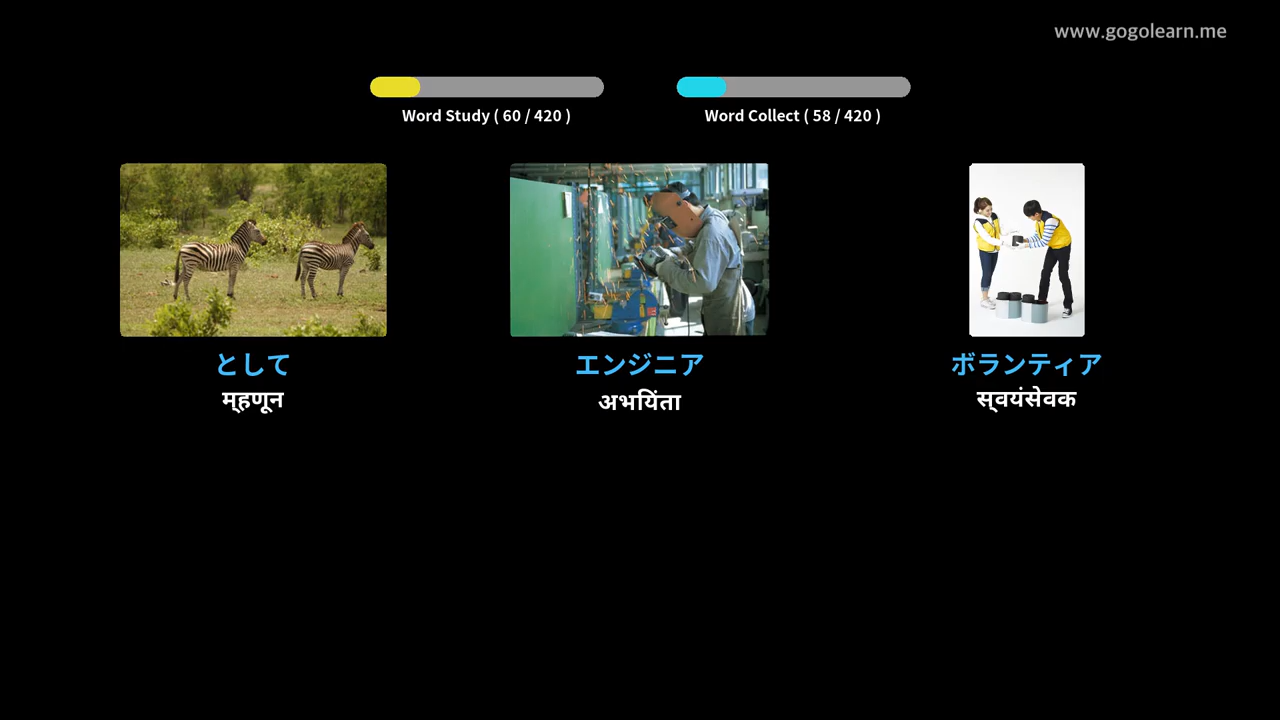 www.gogolearn.me
Word Study ( 60 / 420 )
Word Collect ( 58 / 420 )
として
म्हणून
エンジニア
अभियंता
ボランティア
स्वयंसेवक